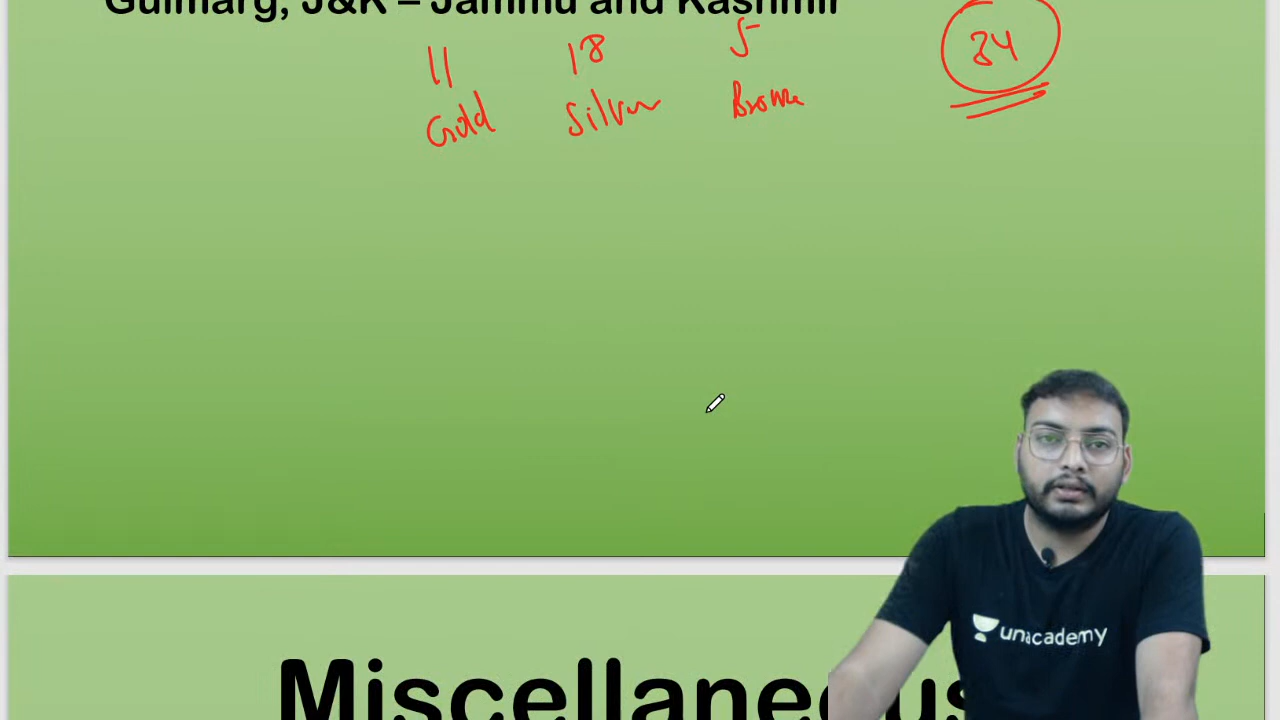 Gulmarg, J&K – Jammu and Kashmir
11 18 5 34
Gold Silver Bronze
unacademy
Miscellaneous